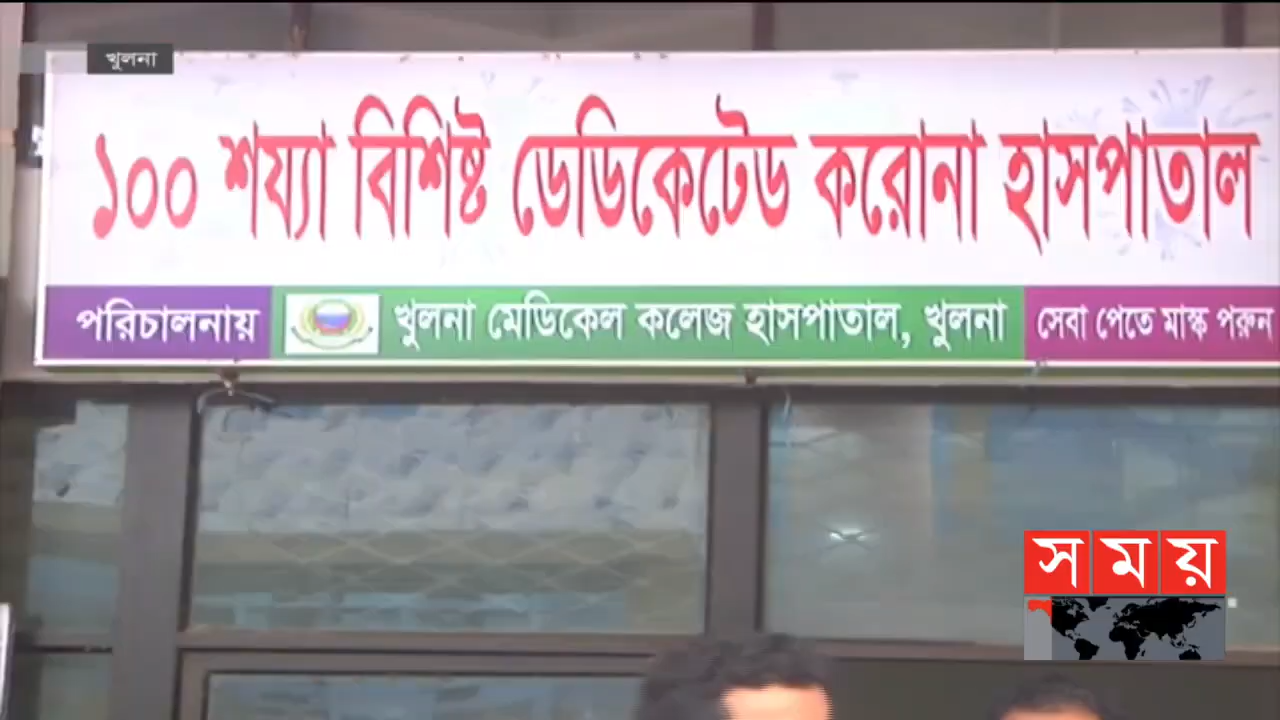 খুলনা
১০০ শয্যা বিশিষ্ট ডেডিকেটেড করোনা হাসপাতাল
পরিচালনায় খুলনা মেডিকেল কলেজ হাসপাতাল, খুলনা সেবা পেতে মাস্ক পরুন
সময়